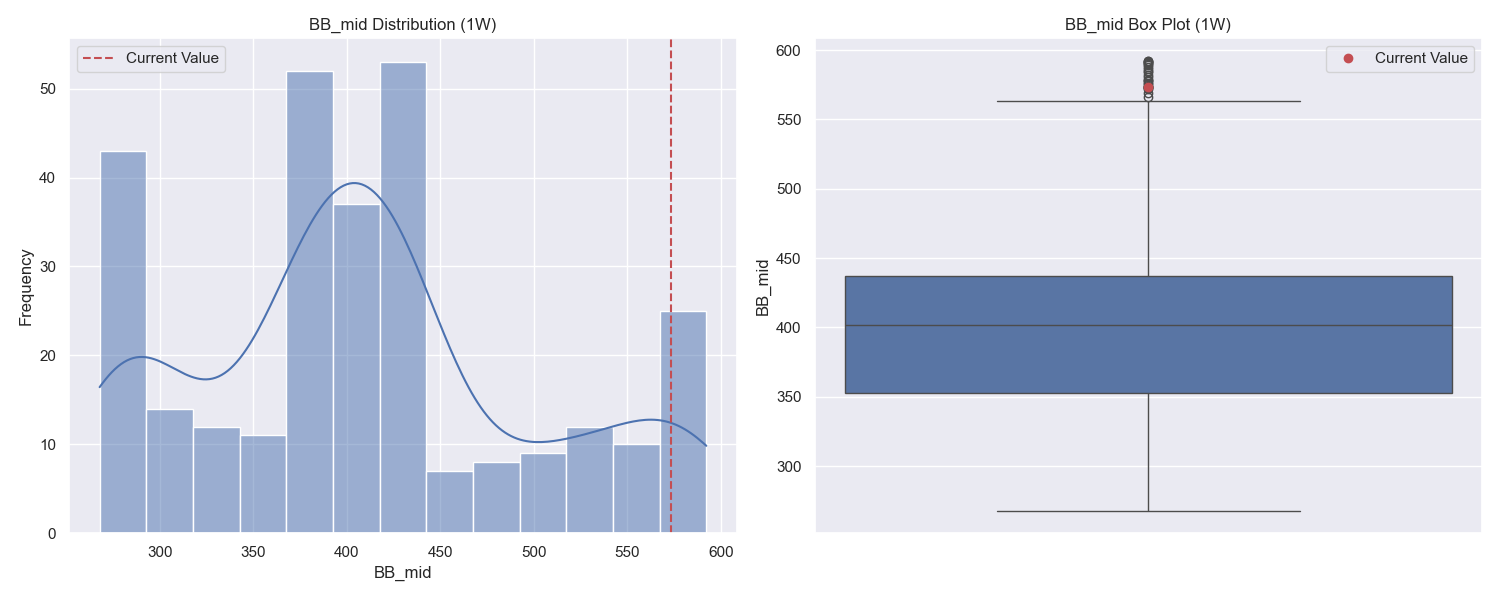 BB_mid Distribution (1W)
Current Value
Frequency
50
40
30
20
10
0
300
350
400
450
500
550
600
BB_mid
BB_mid Box Plot (1W)
Current Value
BB_mid
600
550
500
450
400
350
300